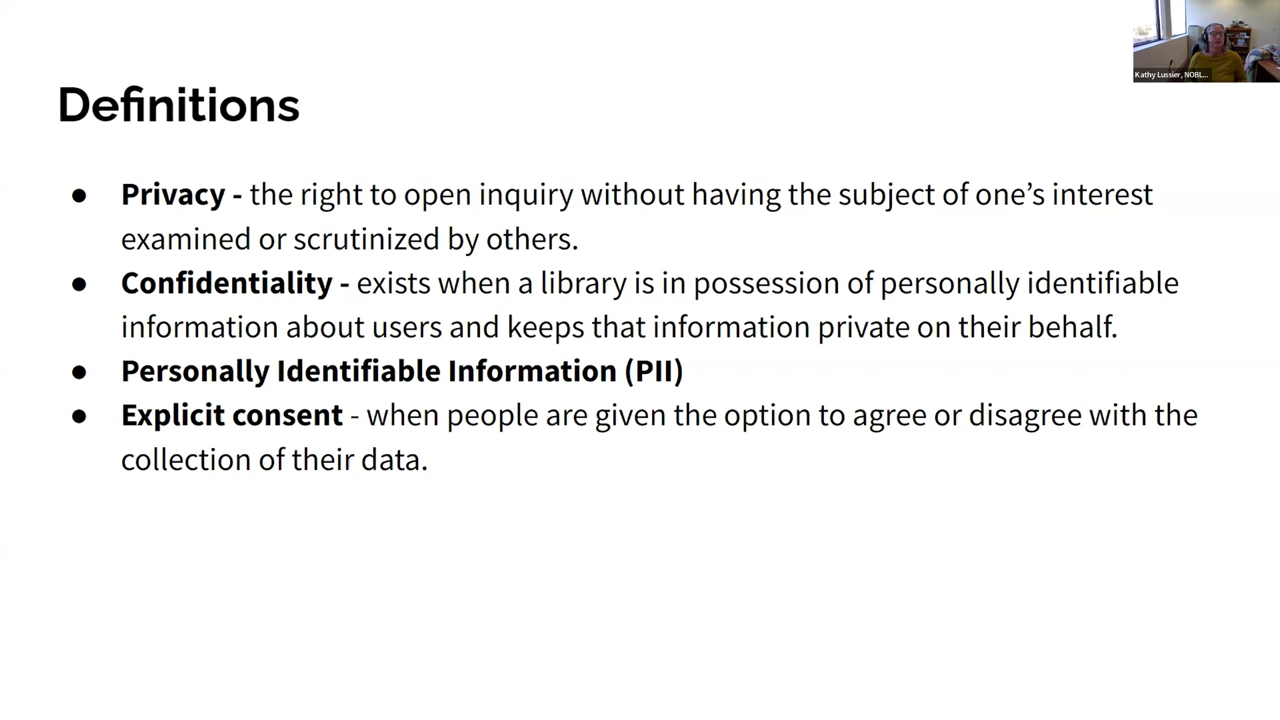 Kathy Lussier, NOBL...
Definitions
● Privacy - the right to open inquiry without having the subject of one’s interest
examined or scrutinized by others.
● Confidentiality - exists when a library is in possession of personally identifiable
information about users and keeps that information private on their behalf.
● Personally Identifiable Information (PII)
● Explicit consent - when people are given the option to agree or disagree with the
collection of their data.